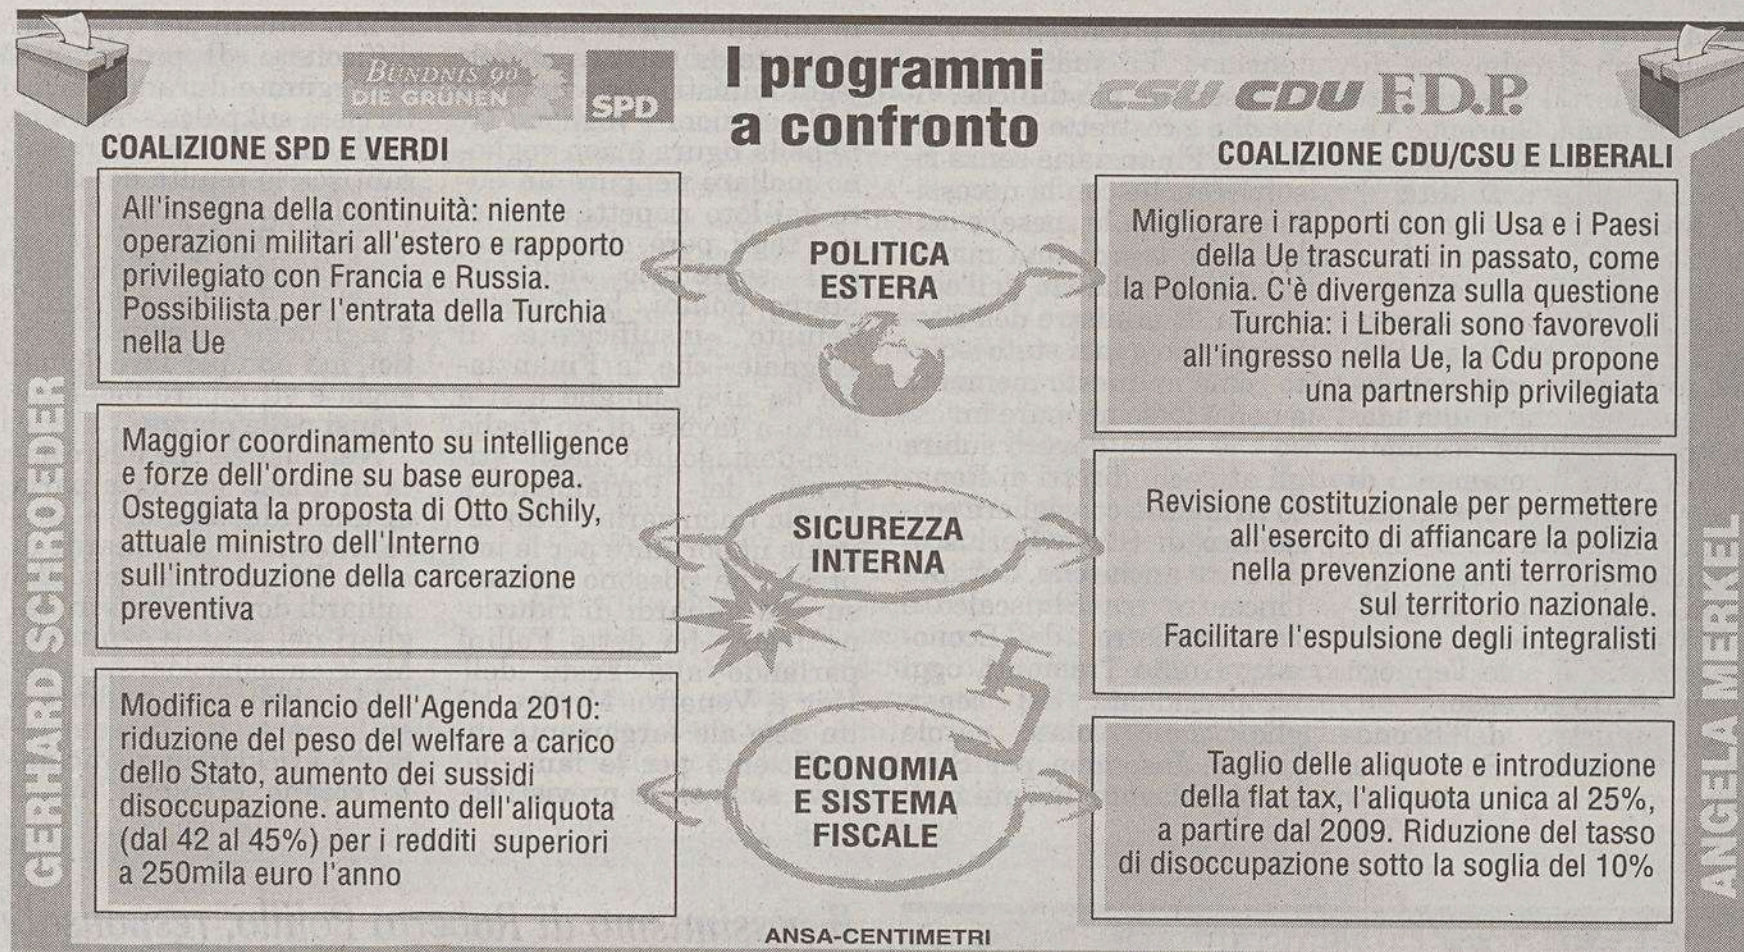 I programmi
a confronto
BÜNDNIS 90
DIE GRÜNEN
SPD
CSU CDU F.D.P.
COALIZIONE SPD E VERDI
COALIZIONE CDU/CSU E LIBERALI
GERHARD SCHROEDER
ANGELA MERKEL
POLITICA
ESTERA
All'insegna della continuità: niente
operazioni militari all'estero e rapporto
privilegiato con Francia e Russia.
Possibilista per l'entrata della Turchia
nella Ue
Migliorare i rapporti con gli Usa e i Paesi
della Ue trascurati in passato, come
la Polonia. C'è divergenza sulla questione
Turchia: i Liberali sono favorevoli
all'ingresso nella Ue, la Cdu propone
una partnership privilegiata
SICUREZZA
INTERNA
Maggior coordinamento su intelligence
e forze dell'ordine su base europea.
Osteggiata la proposta di Otto Schily,
attuale ministro dell'Interno
sull'introduzione della carcerazione
preventiva
Revisione costituzionale per permettere
all'esercito di affiancare la polizia
nella prevenzione anti terrorismo
sul territorio nazionale.
Facilitare l'espulsione degli integralisti
ECONOMIA
E SISTEMA
FISCALE
Modifica e rilancio dell'Agenda 2010:
riduzione del peso del welfare a carico
dello Stato, aumento dei sussidi
disoccupazione. aumento dell'aliquota
(dal 42 al 45%) per i redditi superiori
a 250mila euro l'anno
Taglio delle aliquote e introduzione
della flat tax, l'aliquota unica al 25%,
a partire dal 2009. Riduzione del tasso
di disoccupazione sotto la soglia del 10%
ANSA-CENTIMETRI